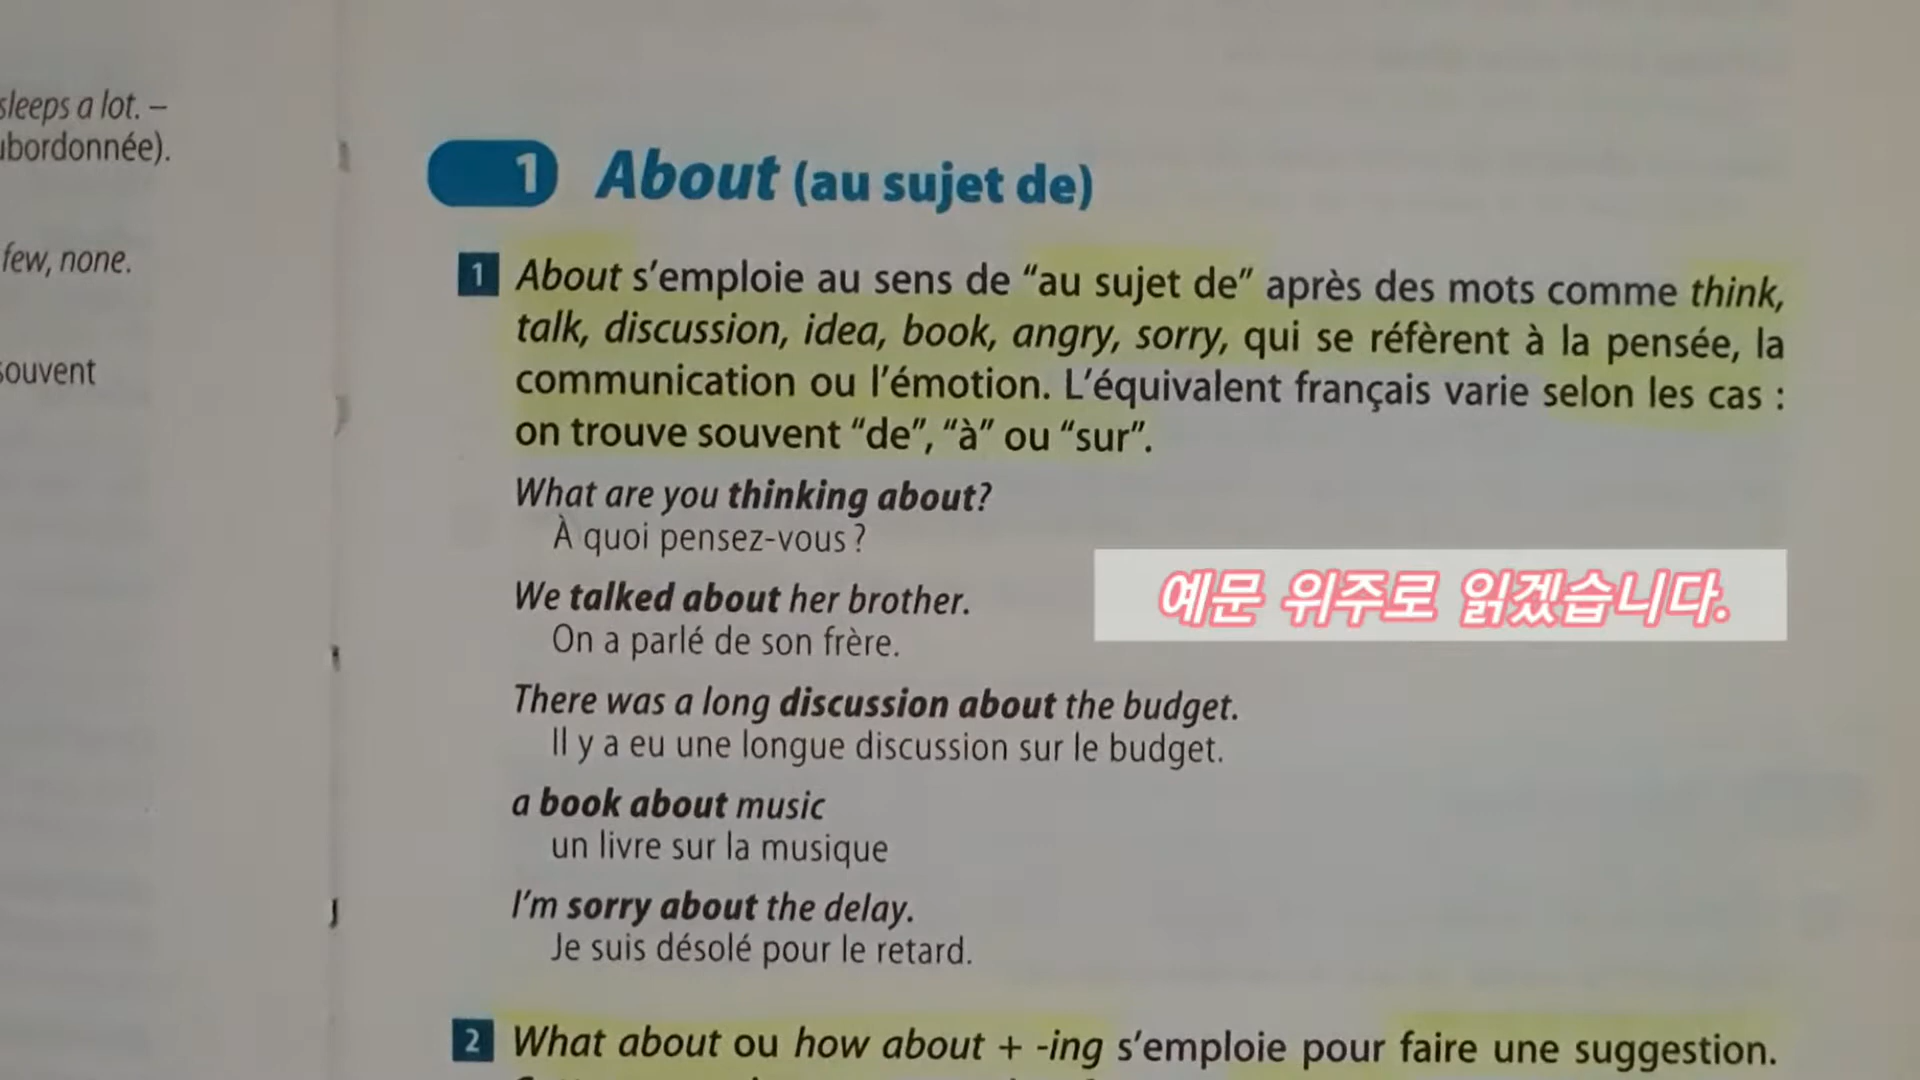 sleeps a lot. –
bordonnée).
few, none.
souvent
1 About (au sujet de)
1 About s'emploie au sens de “au sujet de” après des mots comme think,
talk, discussion, idea, book, angry, sorry, qui se réfèrent à la pensée, la
communication ou l'émotion. L'équivalent français varie selon les cas :
on trouve souvent “de”, “à” ou “sur”.
What are you thinking about?
À quoi pensez-vous ?
We talked about her brother.
On a parlé de son frère.
예문 위주로 읽겠습니다.
There was a long discussion about the budget.
Il y a eu une longue discussion sur le budget.
a book about music
un livre sur la musique
I'm sorry about the delay.
Je suis désolé pour le retard.
2 What about ou how about + -ing s'emploie pour faire une suggestion.